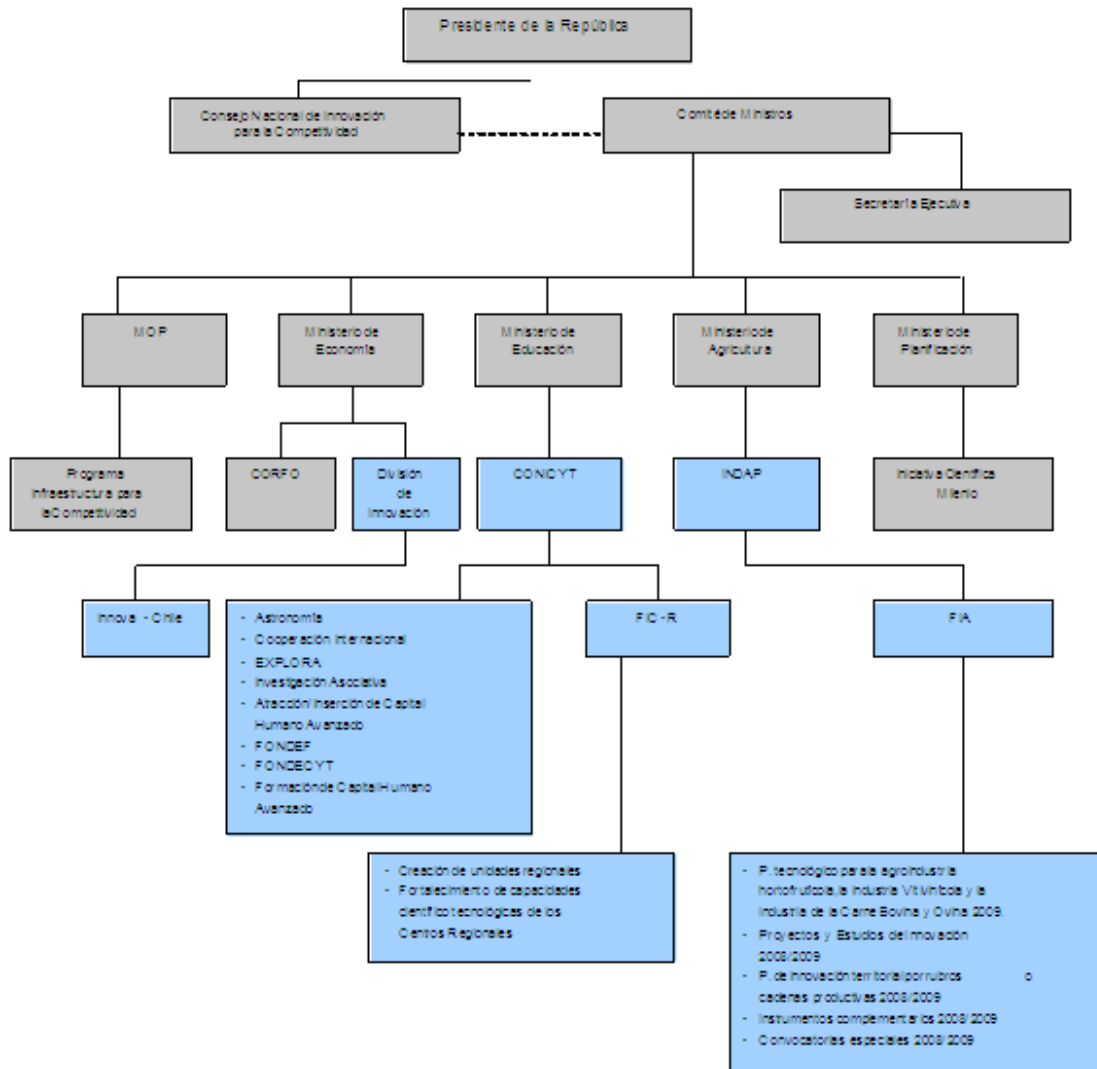 Presidente de la República
Consejo Nacional de Innovación
para la Competitividad
Comité de Ministros
Secretaría Ejecutiva
MOP
Ministerio de
Economía
Ministerio de
Educación
Ministerio de
Agricultura
Ministerio de
Planificación
Programa
Infraestructura para
la Competitividad
CORFO
División
de
Innovación
CONICYT
INDAP
Iniciativa Científica
Milenio
Innova - Chile
- Astronomía
- Cooperación Internacional
- EXPLORA
- Investigación Asociativa
- Atracción/Inserción de Capital
Humano Avanzado
- FONDEF
- FONDECYT
- Formación de Capital Humano
Avanzado
FIC - R
FIA
- Creación de unidades regionales
- Fortalecimiento de capacidades
científico tecnológicas de los
Centros Regionales
- P. tecnológico para la agroindustria
hortofrutícola, la Industria Vitivinícola y la
Industria de la Carne Bovina y Ovina 2009.
- Proyectos y Estudios de Innovación
2008/2009
- P. de innovación territorial por rubros o
cadenas productivas 2008/2009
- Instrumentos complementarios 2008/2009
- Convocatorias especiales 2008/2009